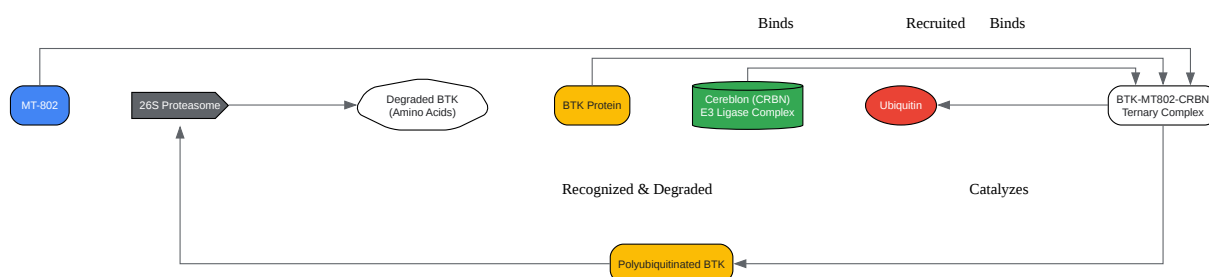 Binds
Recruited
Binds
MT-802
26S Proteasome
Degraded BTK
(Amino Acids)
BTK Protein
Cereblon (CRBN)
E3 Ligase Complex
Ubiquitin
BTK-MT802-CRBN
Ternary Complex
Recognized & Degraded
Catalyzes
Polyubiquitinated BTK